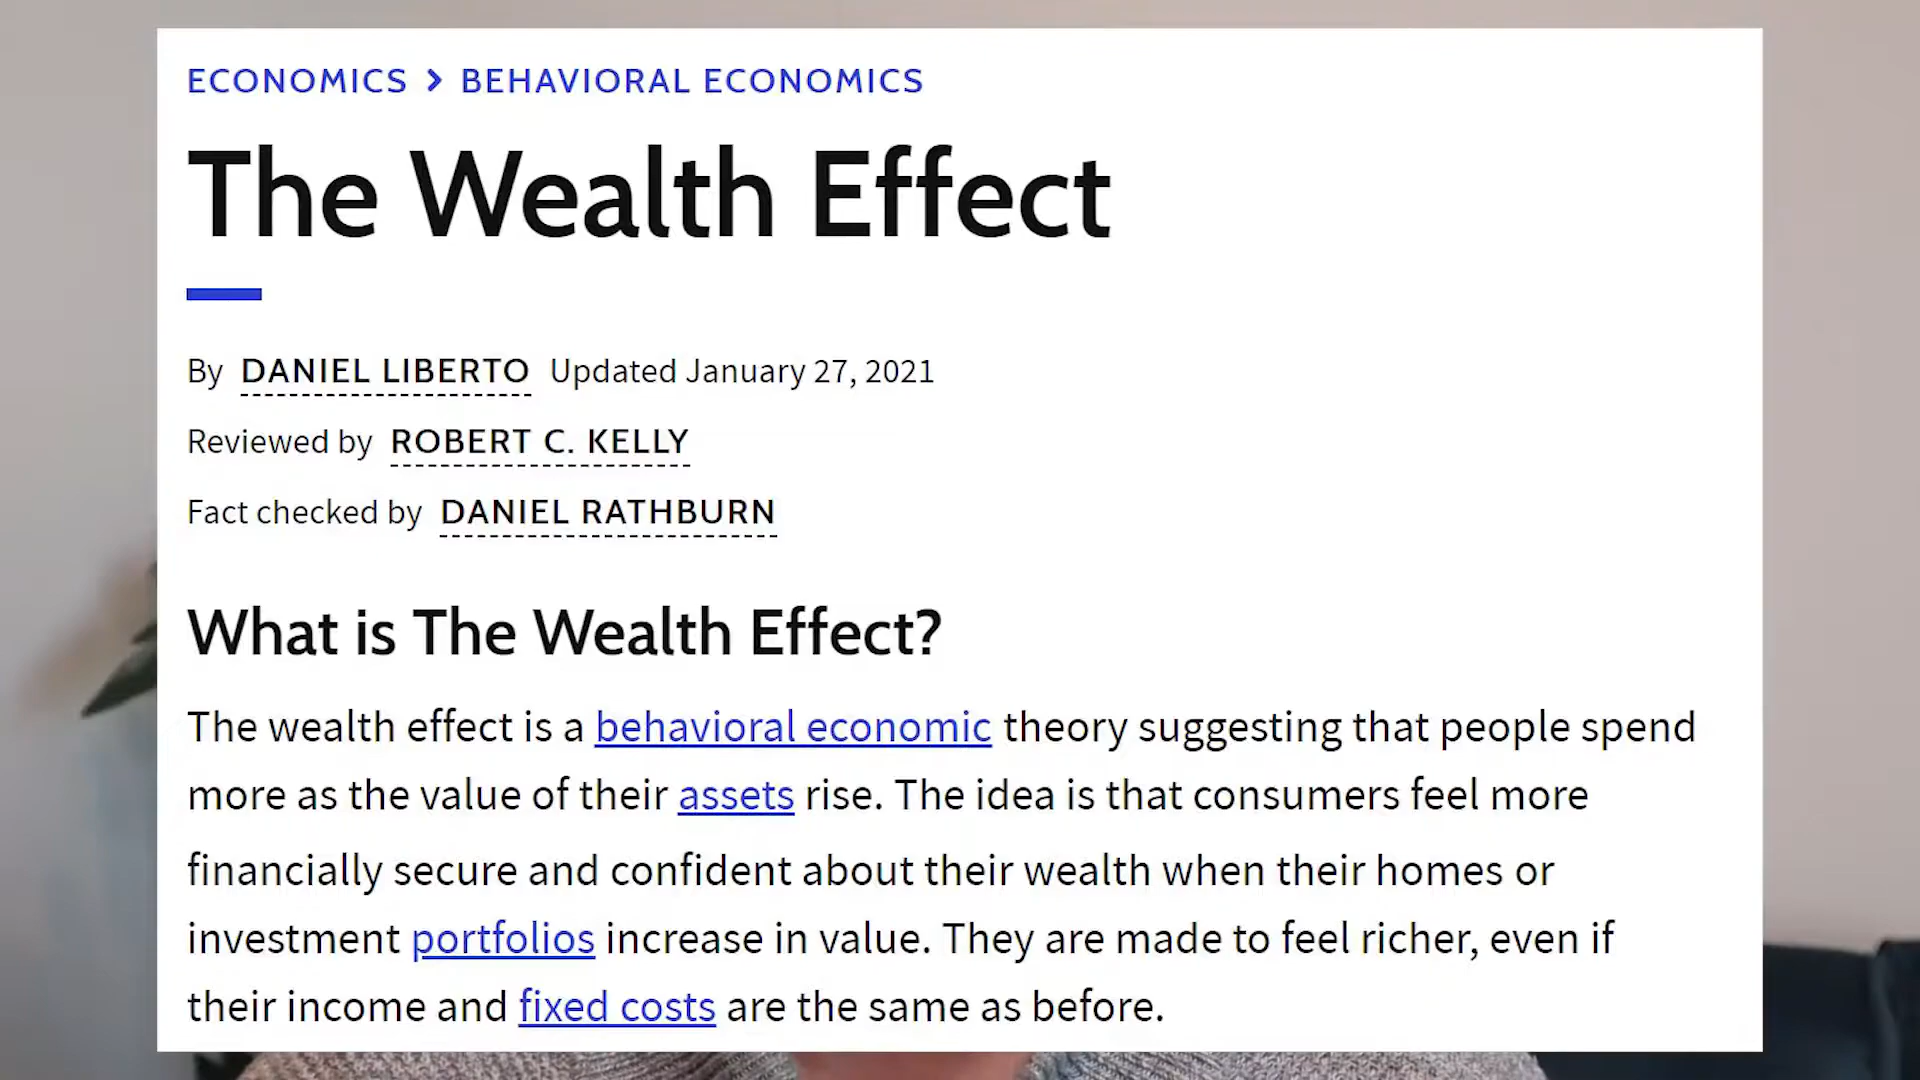 ECONOMICS > BEHAVIORAL ECONOMICS
The Wealth Effect
By DANIEL LIBERTO Updated January 27, 2021
Reviewed by ROBERT C. KELLY
Fact checked by DANIEL RATHBURN
What is The Wealth Effect?
The wealth effect is a behavioral economic theory suggesting that people spend
more as the value of their assets rise. The idea is that consumers feel more
financially secure and confident about their wealth when their homes or
investment portfolios increase in value. They are made to feel richer, even if
their income and fixed costs are the same as before.